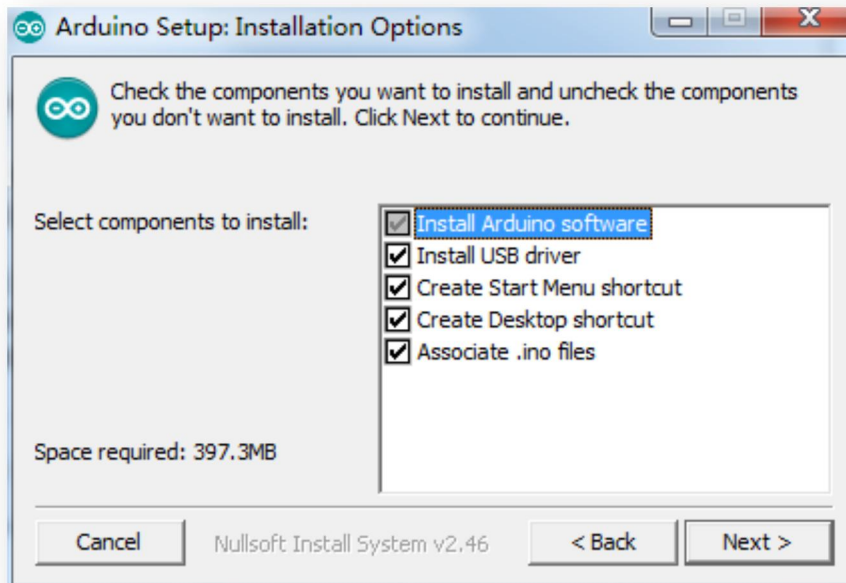 Arduino Setup: Installation Options
Check the components you want to install and uncheck the components
you don't want to install. Click Next to continue.
Select components to install:
Install Arduino software
Install USB driver
Create Start Menu shortcut
Create Desktop shortcut
Associate .ino files
Space required: 397.3MB
Cancel
Nullsoft Install System v2.46
< Back
Next >